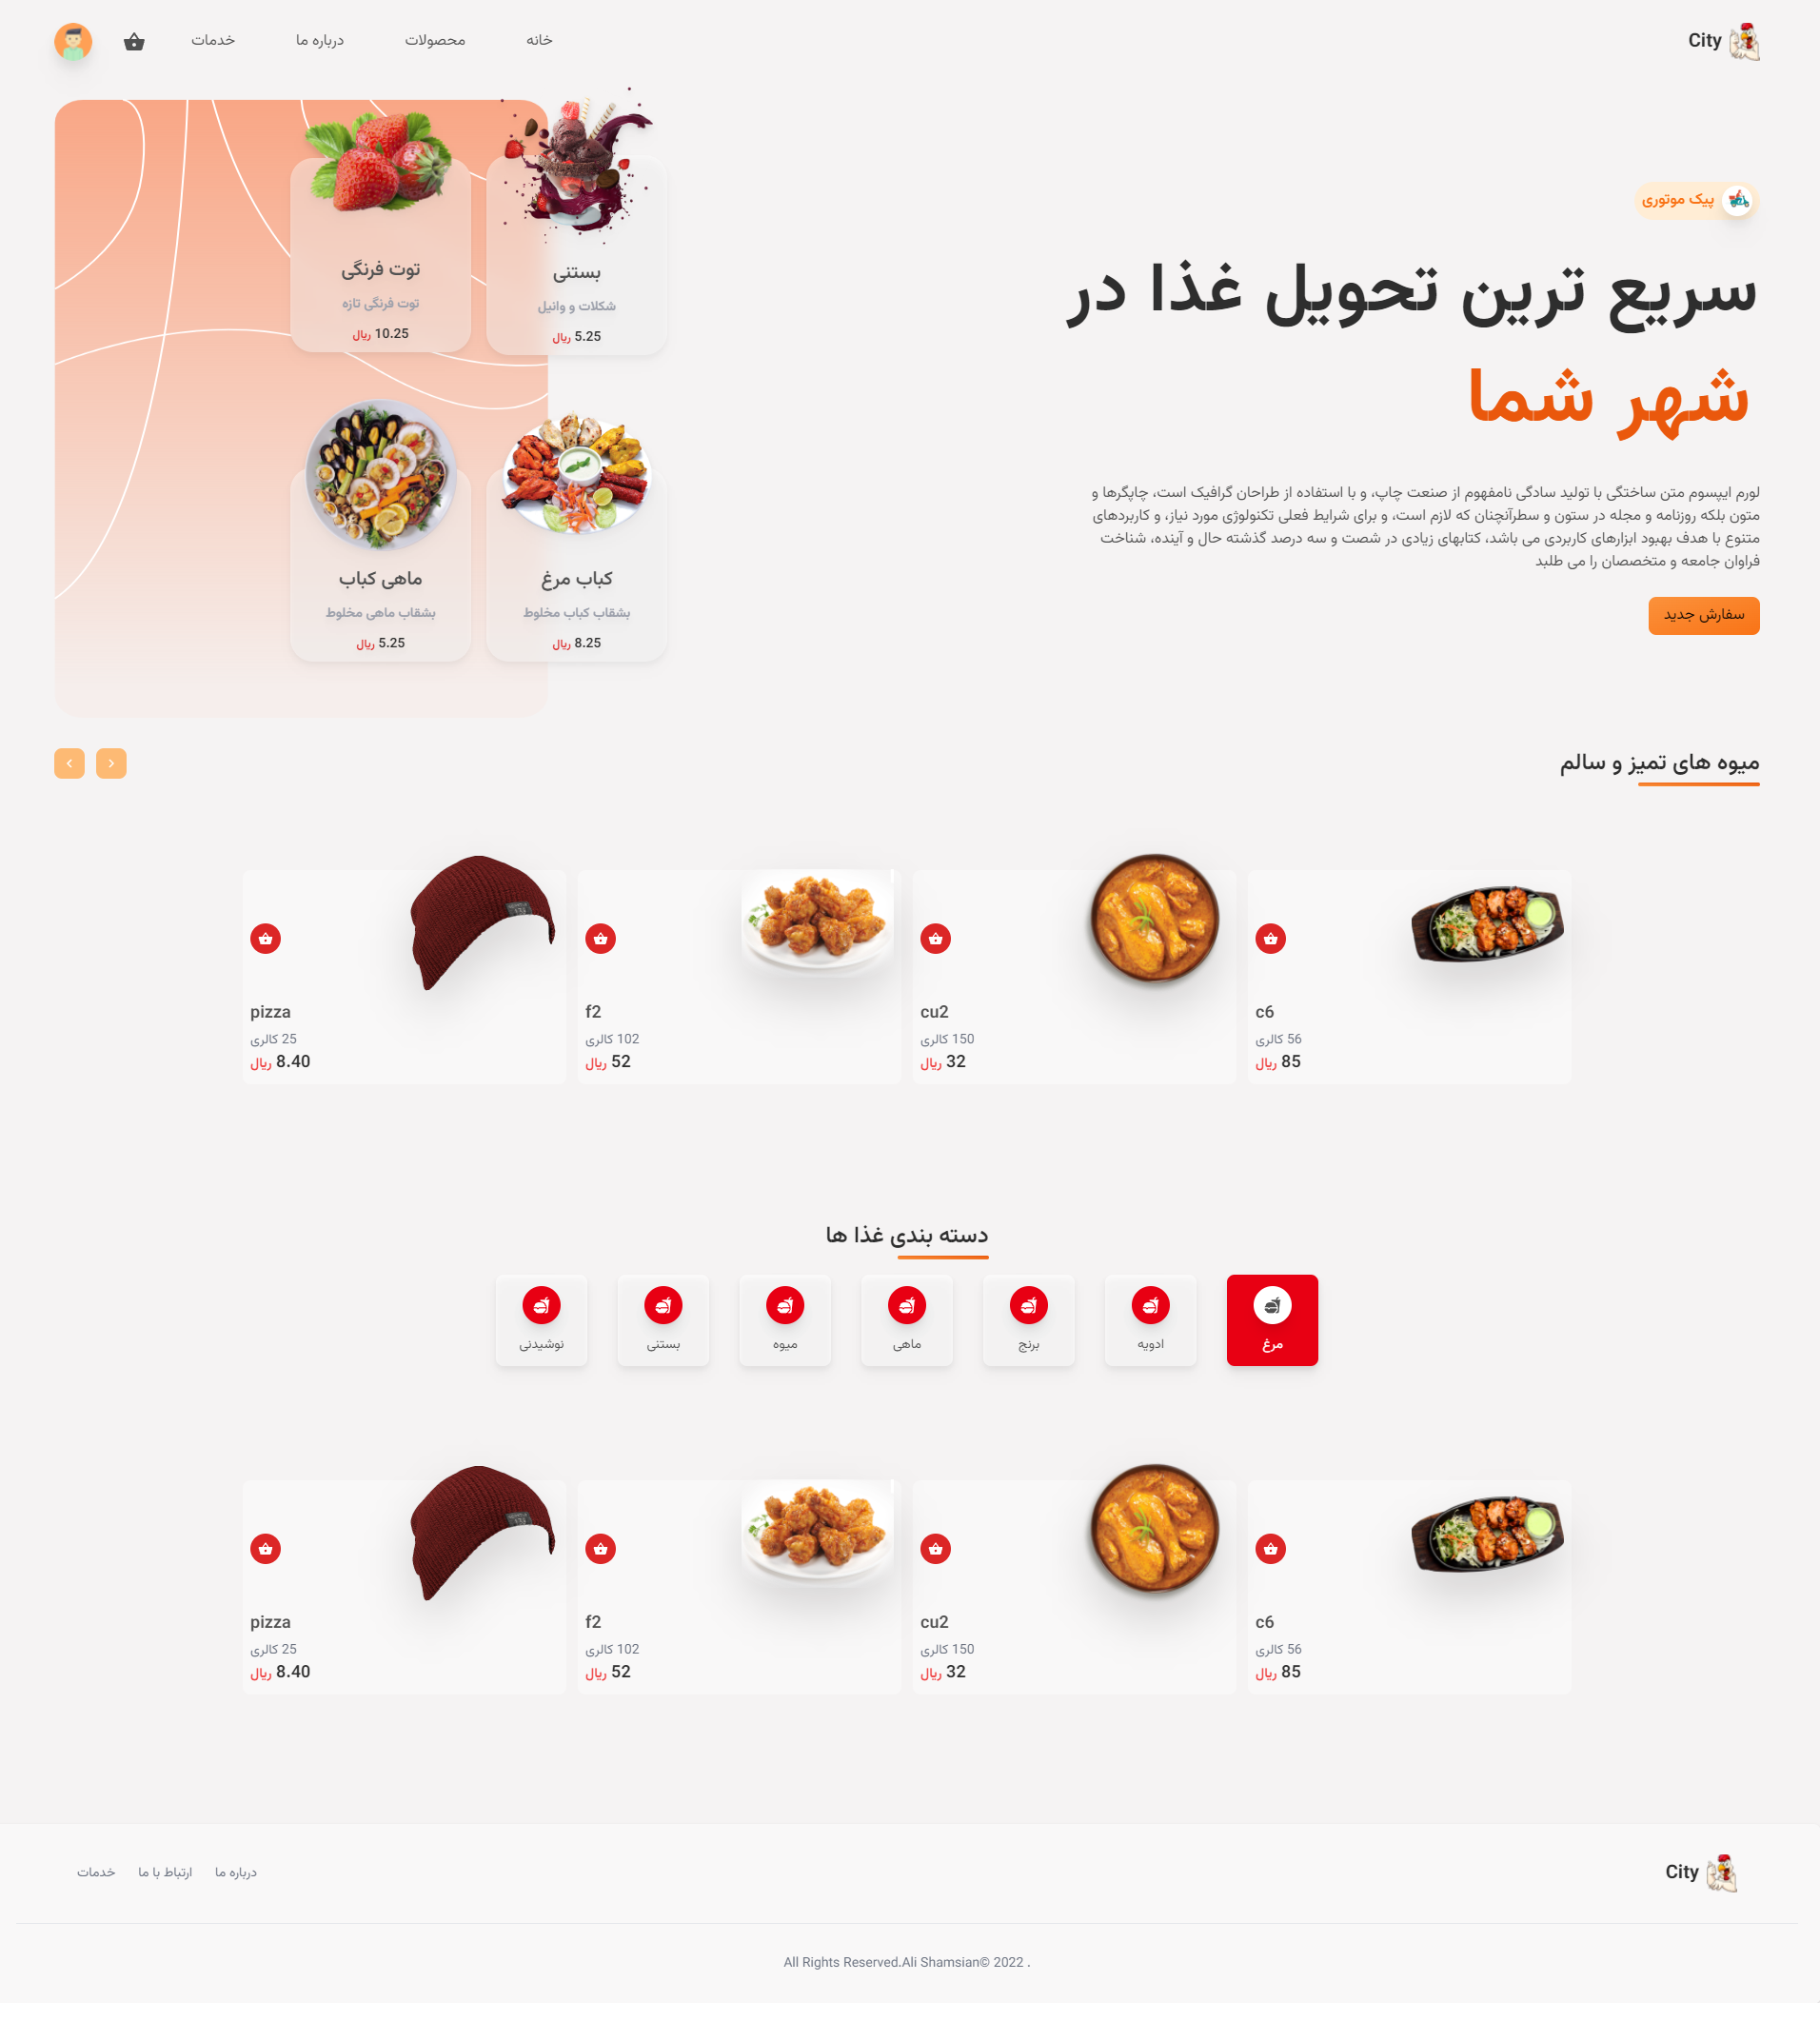 City
خانه
محصولات
درباره ما
خدمات
پیک موتوری
سریع ترین تحویل غذا در
شهر شما
لورم ایپسوم متن ساختگی با تولید سادگی نامفهوم از صنعت چاپ، و با استفاده از طراحان گرافیک است، چاپگرها و
متون بلکه روزنامه و مجله در ستون و سطرآنچنان که لازم است، و برای شرایط فعلی تکنولوژی مورد نیاز، و کاربردهای
متنوع با هدف بهبود ابزارهای کاربردی می باشد، کتابهای زیادی در شصت و سه درصد گذشته حال و آینده، شناخت
فراوان جامعه و متخصصان را می طلبد
سفارش جدید
بستنی
شکلات و وانیل
5.25 ریال
توت فرنگی
توت فرنگی تازه
10.25 ریال
کباب مرغ
بشقاب کباب مخلوط
8.25 ریال
ماهی کباب
بشقاب ماهی مخلوط
5.25 ریال
میوه های تمیز و سالم
c6
56 کالری
85 ریال
cu2
150 کالری
32 ریال
f2
102 کالری
52 ریال
pizza
25 کالری
8.40 ریال
دسته بندی غذا ها
مرغ
ادویه
برنج
ماهی
میوه
بستنی
نوشیدنی
c6
56 کالری
85 ریال
cu2
150 کالری
32 ریال
f2
102 کالری
52 ریال
pizza
25 کالری
8.40 ریال
City
درباره ما
ارتباط با ما
خدمات
All Rights Reserved.Ali Shamsian© 2022 .